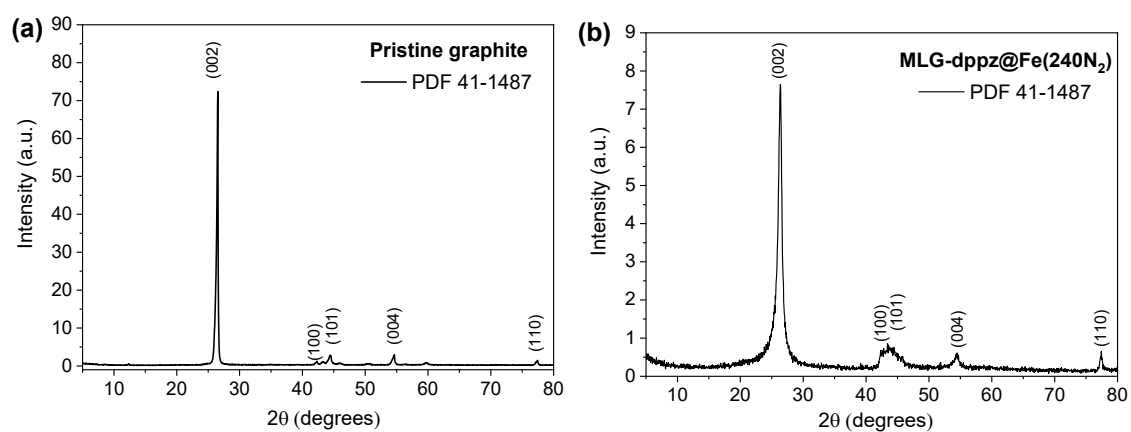 (a)
Pristine graphite
PDF 41-1487
(002)
(100)
(101)
(004)
(110)
90
80
70
60
50
40
30
20
10
0
Intensity (a.u.)
10 20 30 40 50 60 70 80
2θ (degrees)
(b)
MLG-dppz@Fe(240N₂)
PDF 41-1487
(002)
(100)
(101)
(004)
(110)
9
8
7
6
5
4
3
2
1
0
Intensity (a.u.)
10 20 30 40 50 60 70 80
2θ (degrees)